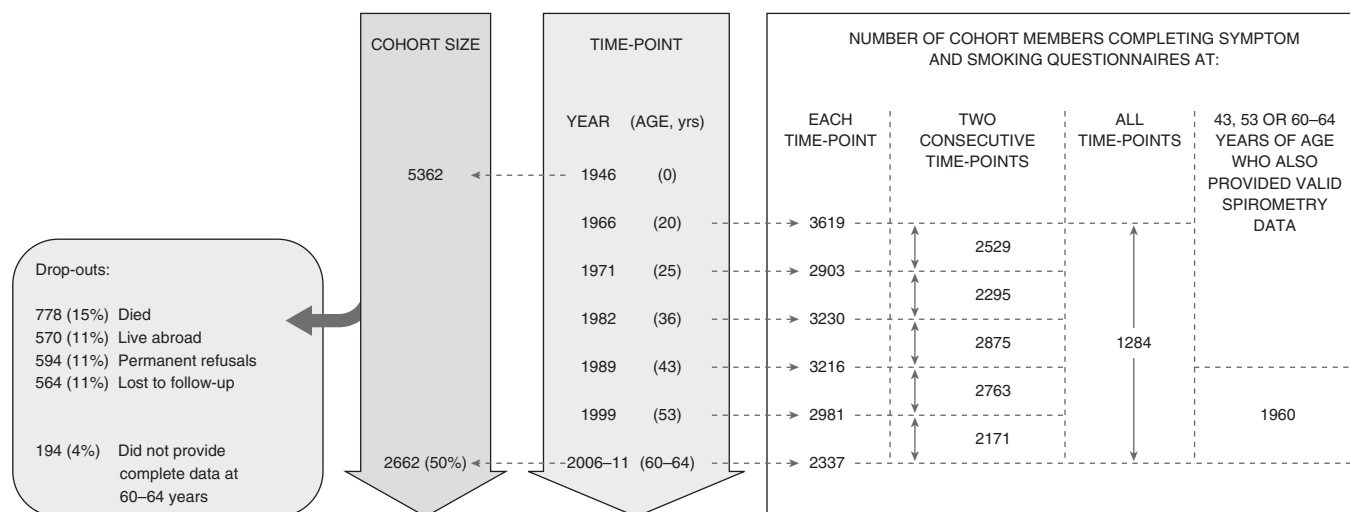 COHORT SIZE
5362
2662 (50%)
Drop-outs:
778 (15%) Died
570 (11%) Live abroad
594 (11%) Permanent refusals
564 (11%) Lost to follow-up
194 (4%) Did not provide
complete data at
60–64 years
TIME-POINT
YEAR (AGE, yrs)
1946 (0)
1966 (20)
1971 (25)
1982 (36)
1989 (43)
1999 (53)
2006–11 (60–64)
NUMBER OF COHORT MEMBERS COMPLETING SYMPTOM
AND SMOKING QUESTIONNAIRES AT:
EACH
TIME-POINT
3619
2903
3230
3216
2981
2337
TWO
CONSECUTIVE
TIME-POINTS
2529
2295
2875
2763
2171
ALL
TIME-POINTS
1284
43, 53 OR 60–64
YEARS OF AGE
WHO ALSO
PROVIDED VALID
SPIROMETRY
DATA
1960